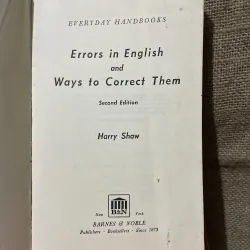 EVERYDAY HANDBOOKS
Errors in English
and
Ways to Correct Them
Second Edition
Harry Shaw
B&N
New York
BARNES & NOBLE
Publishers · Booksellers · Since 1873